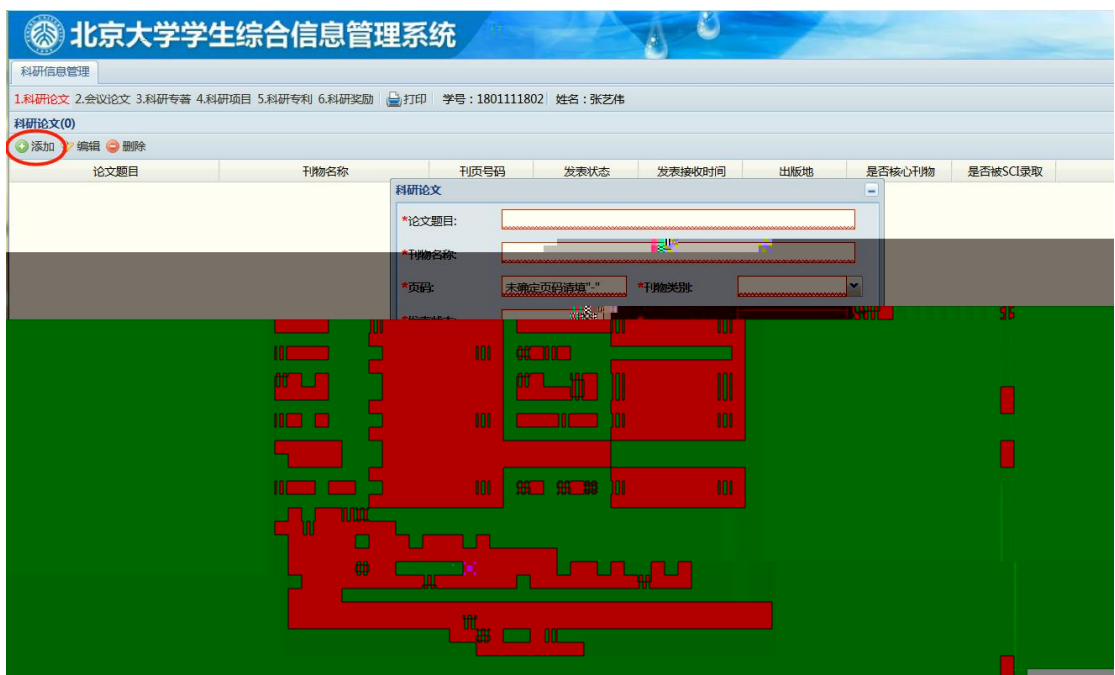 北京大学学生综合信息管理系统
科研信息管理
1.科研论文 2.会议论文 3.科研专著 4.科研项目 5.科研专利 6.科研奖励 打印 学号：1801111802 姓名：张艺伟
科研论文(0)
添加 编辑 删除
论文题目 刊物名称 刊页号码 发表状态 发表接收时间 出版地 是否核心刊物 是否被SCI录取
科研论文
*论文题目:
*刊物名称:
*页码: 未确定页码请填"-" *刊物类别: